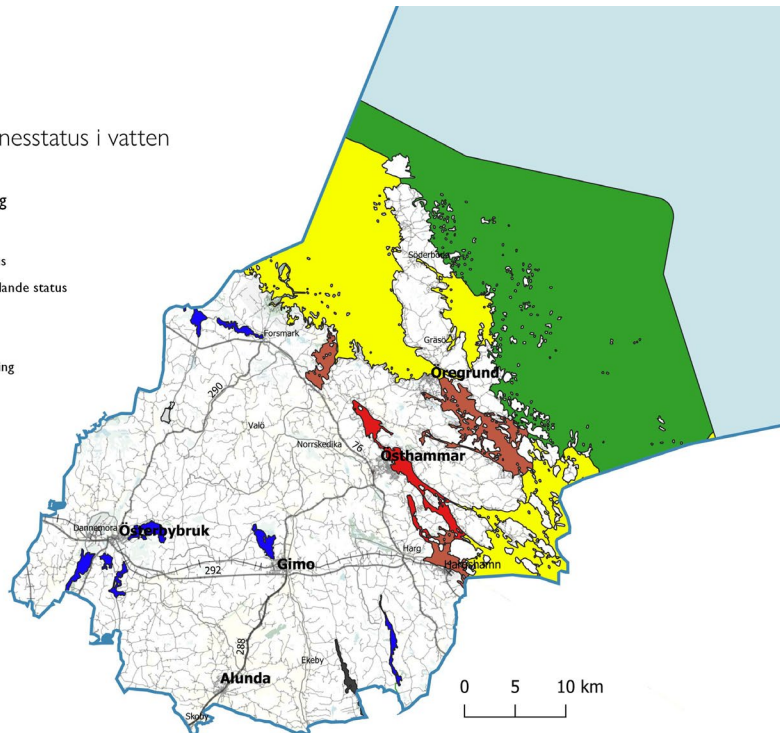 nesstatus i vatten
g
s
lande status
ing
Söderboda
Forsmark
Gräsö
Öregrund
290
Valö
Norrskedika
76
Östhammar
Dannemora
Österbybruk
Harg
Gimo
Hargshamn
292
288
Ekeby
Alunda
Skoby
0 5 10 km